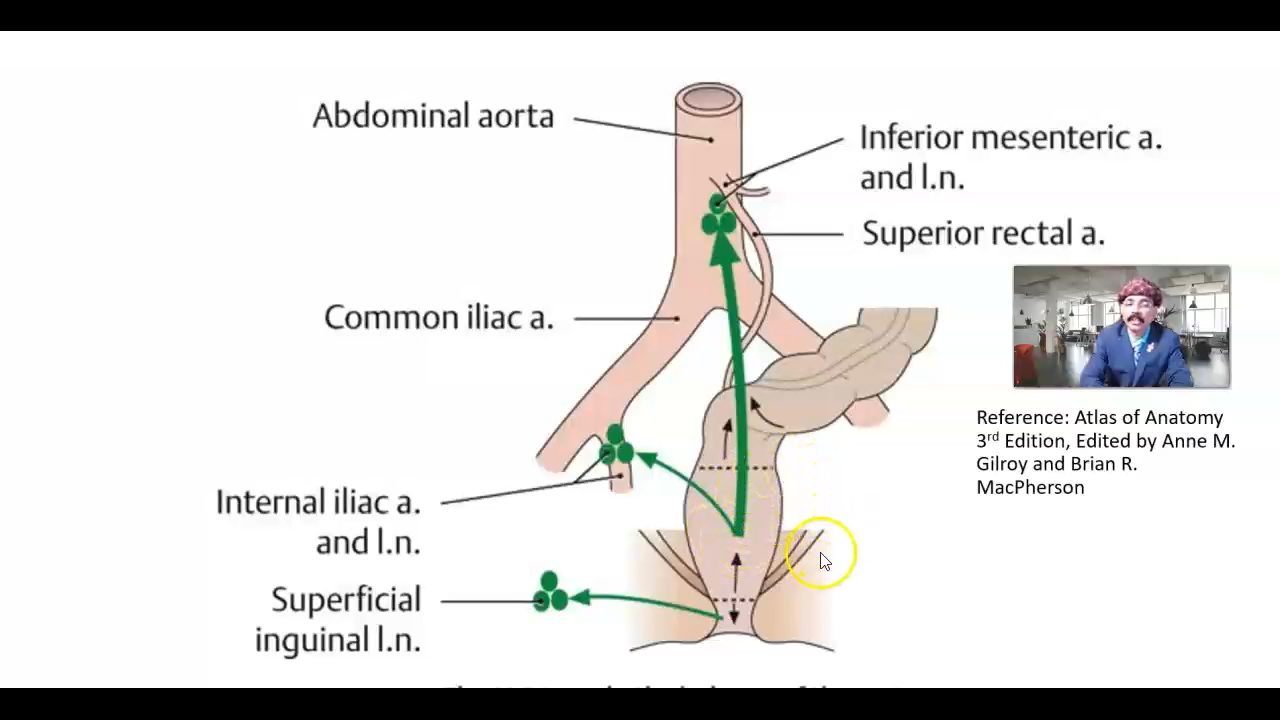 Abdominal aorta
Inferior mesenteric a.
and l.n.
Superior rectal a.
Common iliac a.
Reference: Atlas of Anatomy
3rd Edition, Edited by Anne M.
Gilroy and Brian R.
MacPherson
Internal iliac a.
and l.n.
Superficial
inguinal l.n.